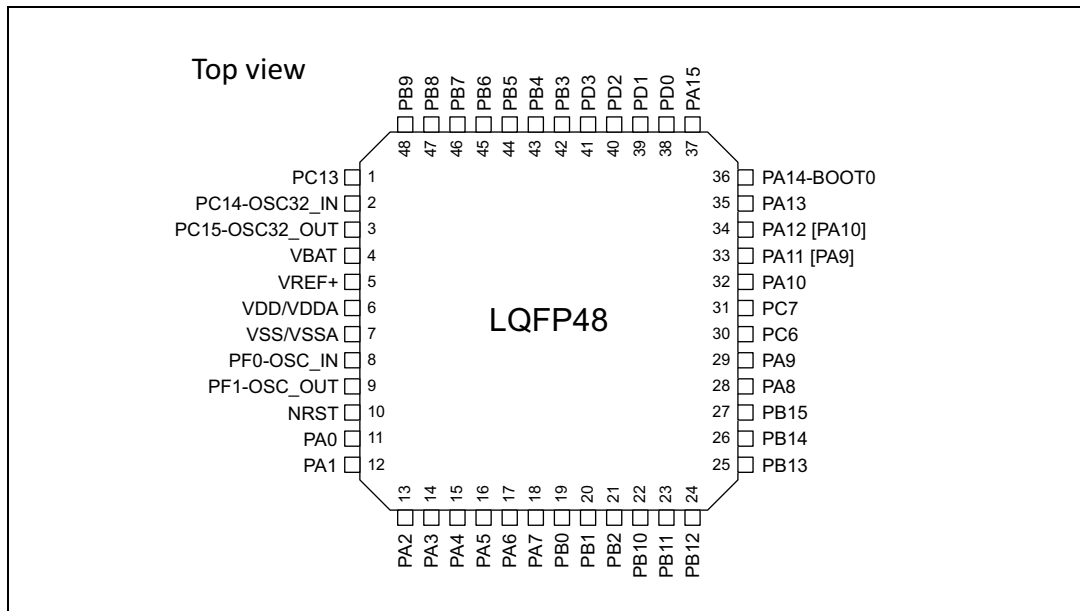 Top view
PB9
PB8
PB7
PB6
PB5
PB4
PB3
PD3
PD2
PD1
PD0
PA15
48
47
46
45
44
43
42
41
40
39
38
37
PC13 1
PC14-OSC32_IN 2
PC15-OSC32_OUT 3
VBAT 4
VREF+ 5
VDD/VDDA 6
VSS/VSSA 7
PF0-OSC_IN 8
PF1-OSC_OUT 9
NRST 10
PA0 11
PA1 12
LQFP48
36 PA14-BOOT0
35 PA13
34 PA12 [PA10]
33 PA11 [PA9]
32 PA10
31 PC7
30 PC6
29 PA9
28 PA8
27 PB15
26 PB14
25 PB13
13
14
15
16
17
18
19
20
21
22
23
24
PA2
PA3
PA4
PA5
PA6
PA7
PB0
PB1
PB2
PB10
PB11
PB12